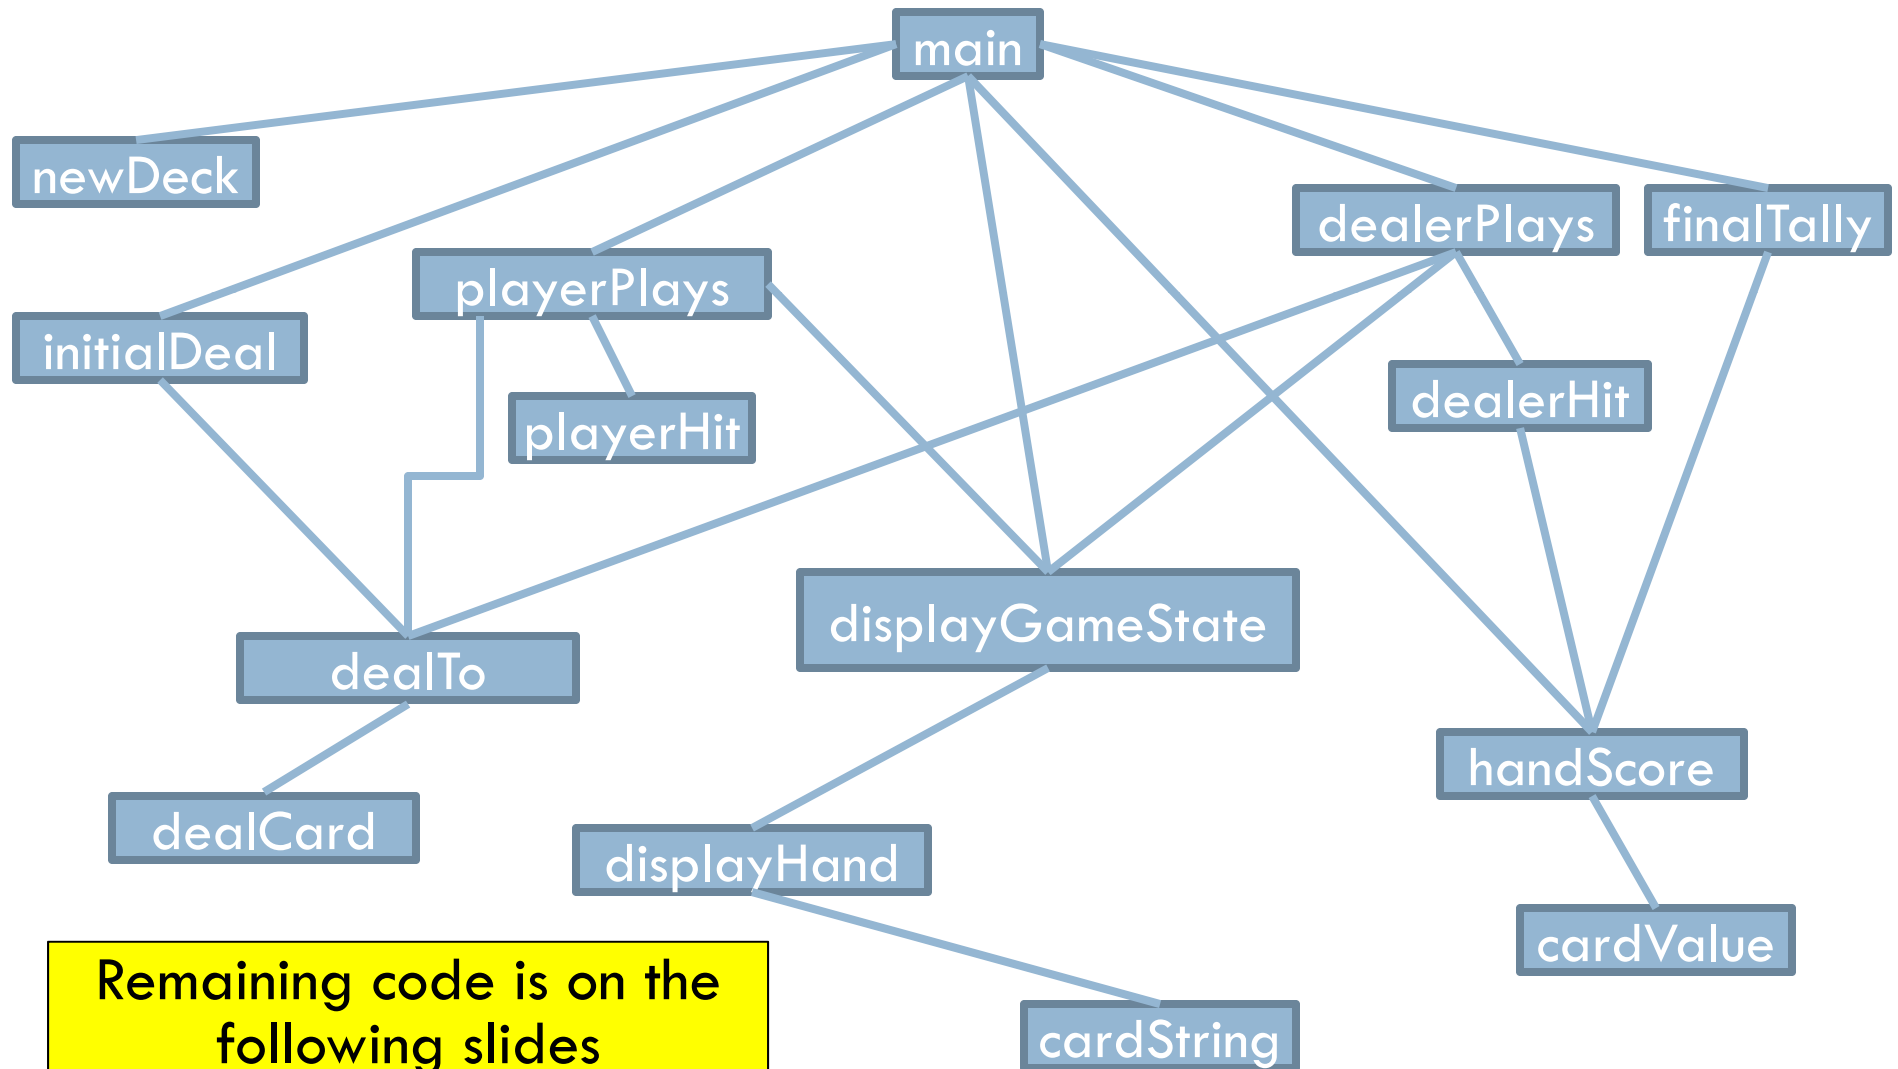 main
newDeck
dealerPlays
finalTally
playerPlays
initialDeal
dealerHit
playerHit
displayGameState
dealTo
handScore
dealCard
displayHand
cardValue
Remaining code is on the
following slides
cardString